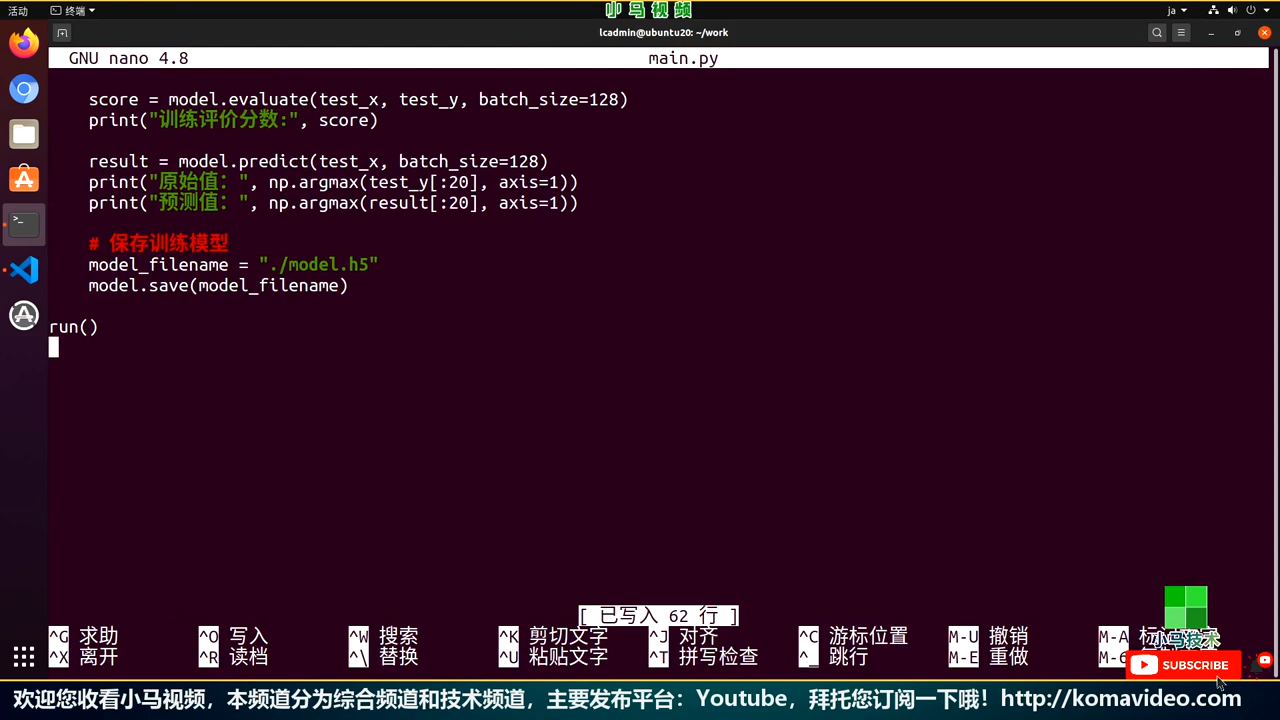 小马视频
活动 终端 ja
lcadmin@ubuntu20: ~/work
GNU nano 4.8 main.py
score = model.evaluate(test_x, test_y, batch_size=128)
print("训练评价分数:", score)
result = model.predict(test_x, batch_size=128)
print("原始值：", np.argmax(test_y[:20], axis=1))
print("预测值：", np.argmax(result[:20], axis=1))
# 保存训练模型
model_filename = "./model.h5"
model.save(model_filename)
run()
[ 已写入 62 行 ]
^G 求助 ^O 写入 ^W 搜索 ^K 剪切文字 ^J 对齐 ^C 游标位置 M-U 撤销 M-A
^X 离开 ^R 读档 ^\ 替换 ^U 粘贴文字 ^T 拼写检查 ^_ 跳行 M-E 重做
小马技术
SUBSCRIBE
欢迎您收看小马视频，本频道分为综合频道和技术频道，主要发布平台：Youtube，拜托您订阅一下哦！http://komavideo.com